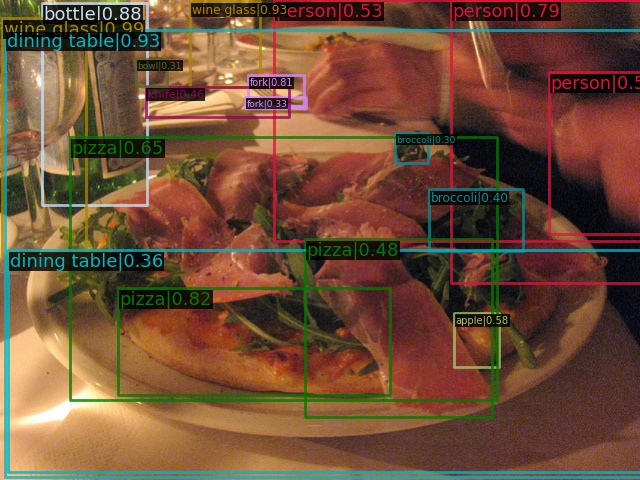 bottle|0.88
wine glass|0.93
person|0.53
person|0.79
wine glass|0.99
dining table|0.93
bowl|0.31
fork|0.81
person|0.5
knife|0.46
fork|0.33
broccoli|0.30
pizza|0.65
broccoli|0.40
pizza|0.48
dining table|0.36
pizza|0.82
apple|0.58